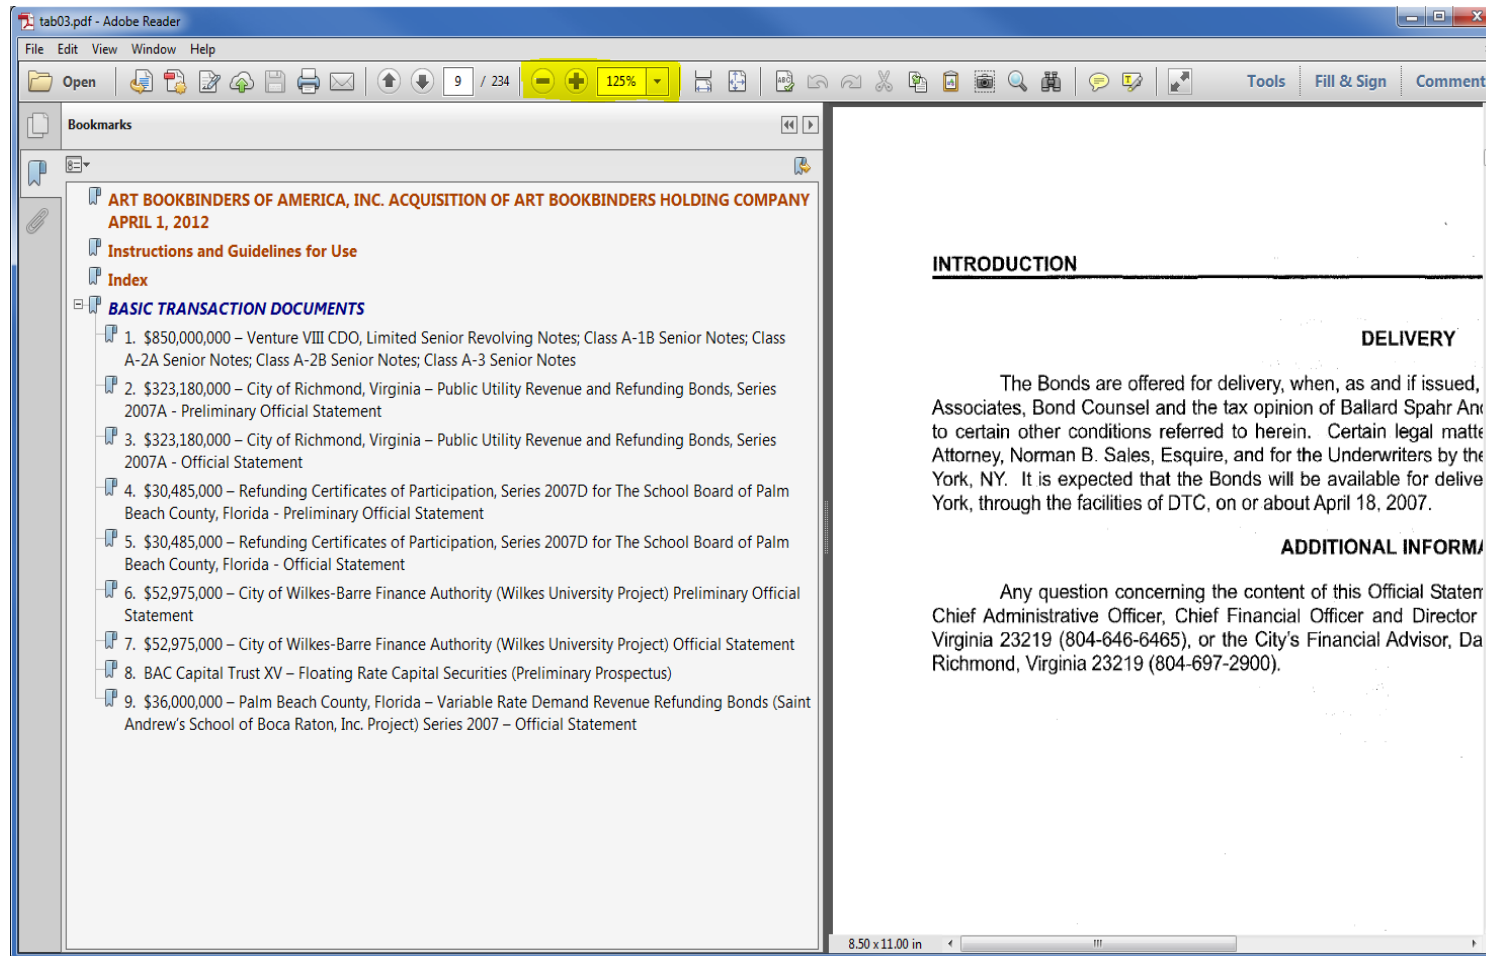 tab03.pdf - Adobe Reader
File Edit View Window Help
Open 9 / 234 125% Tools Fill & Sign Comment
Bookmarks
ART BOOKBINDERS OF AMERICA, INC. ACQUISITION OF ART BOOKBINDERS HOLDING COMPANY
APRIL 1, 2012
Instructions and Guidelines for Use
Index
BASIC TRANSACTION DOCUMENTS
1. $850,000,000 – Venture VIII CDO, Limited Senior Revolving Notes; Class A-1B Senior Notes; Class
A-2A Senior Notes; Class A-2B Senior Notes; Class A-3 Senior Notes
2. $323,180,000 – City of Richmond, Virginia – Public Utility Revenue and Refunding Bonds, Series
2007A - Preliminary Official Statement
3. $323,180,000 – City of Richmond, Virginia – Public Utility Revenue and Refunding Bonds, Series
2007A - Official Statement
4. $30,485,000 – Refunding Certificates of Participation, Series 2007D for The School Board of Palm
Beach County, Florida - Preliminary Official Statement
5. $30,485,000 – Refunding Certificates of Participation, Series 2007D for The School Board of Palm
Beach County, Florida - Official Statement
6. $52,975,000 – City of Wilkes-Barre Finance Authority (Wilkes University Project) Preliminary Official
Statement
7. $52,975,000 – City of Wilkes-Barre Finance Authority (Wilkes University Project) Official Statement
8. BAC Capital Trust XV – Floating Rate Capital Securities (Preliminary Prospectus)
9. $36,000,000 – Palm Beach County, Florida – Variable Rate Demand Revenue Refunding Bonds (Saint
Andrew's School of Boca Raton, Inc. Project) Series 2007 – Official Statement
INTRODUCTION
DELIVERY
The Bonds are offered for delivery, when, as and if issued,
Associates, Bond Counsel and the tax opinion of Ballard Spahr
to certain other conditions referred to herein. Certain legal
Attorney, Norman B. Sales, Esquire, and for the Underwriters by
York, NY. It is expected that the Bonds will be available for
York, through the facilities of DTC, on or about April 18, 2007.
ADDITIONAL
Any question concerning the content of this Official
Chief Administrative Officer, Chief Financial Officer and Director
Virginia 23219 (804-646-6465), or the City's Financial Advisor,
Richmond, Virginia 23219 (804-697-2900).
8.50 x 11.00 in